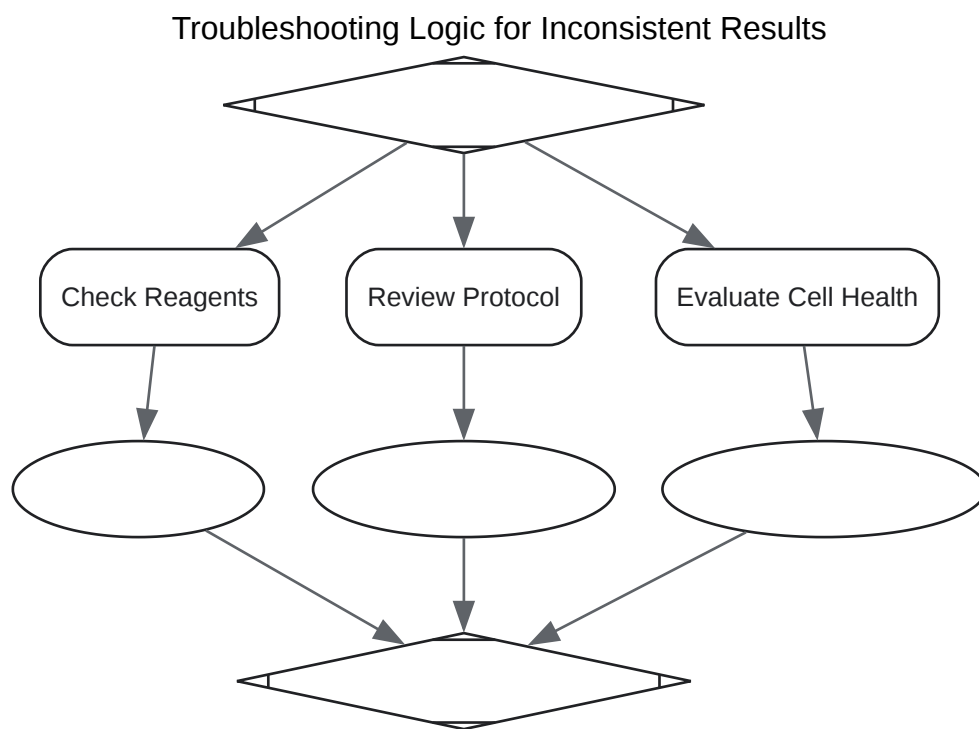 Troubleshooting Logic for Inconsistent Results
Check Reagents
Review Protocol
Evaluate Cell Health